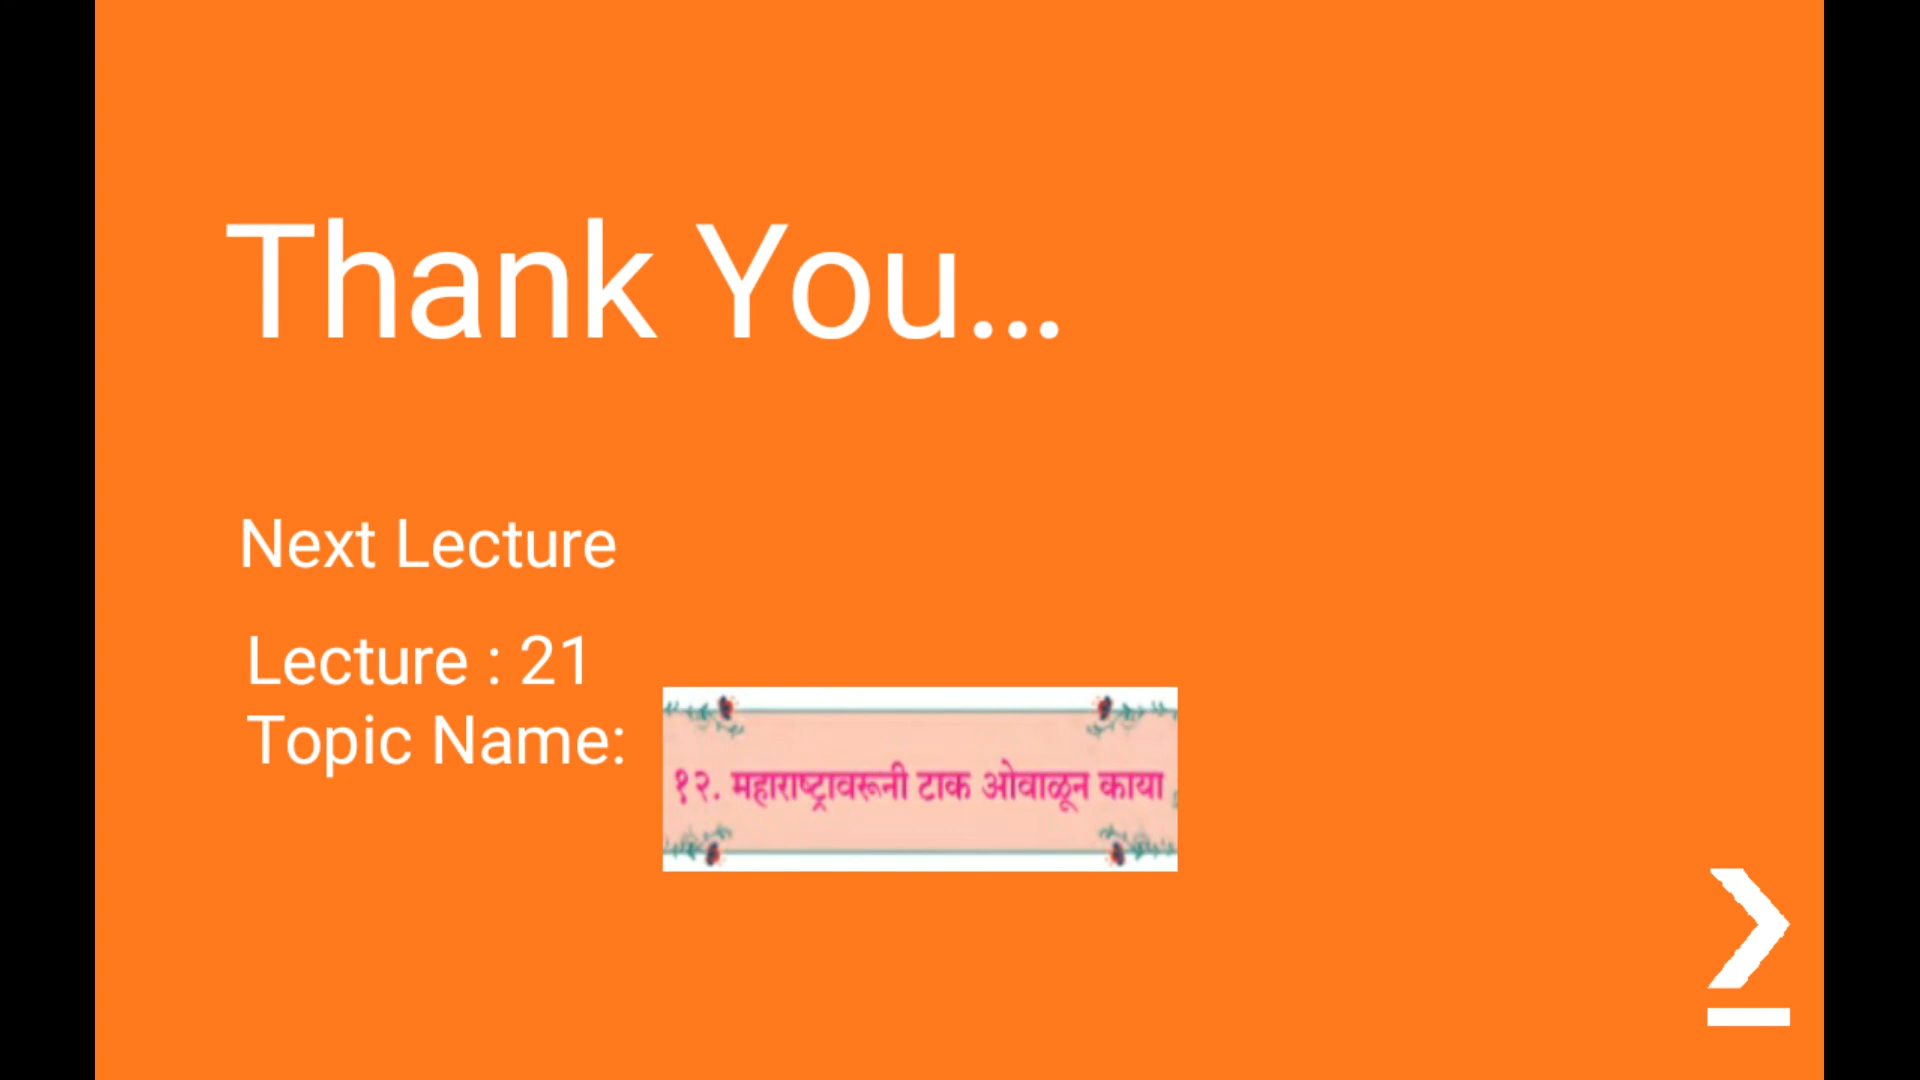 Thank You...
Next Lecture
Lecture : 21
Topic Name:
१२. महाराष्ट्रावरूनी टाक ओवाळून काया